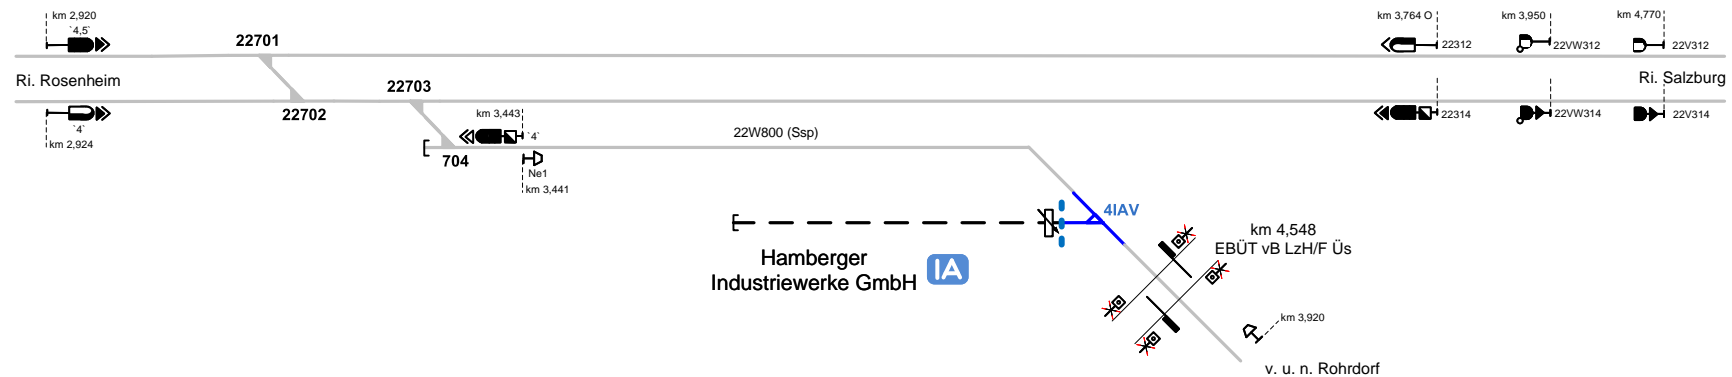 km 2,920
`4,5`
22701
km 3,764 O
km 3,950
km 4,770
22312
22VW312
22V312
Ri. Rosenheim
22703
Ri. Salzburg
22702
km 3,443
`4`
`4`
km 2,924
22W800 (Ssp)
22314
22VW314
22V314
704
Ne1
km 3,441
4IAV
km 4,548
EBÜT vB LzH/F Üs
Hamberger
Industriewerke GmbH
IA
km 3,920
v. u. n. Rohrdorf